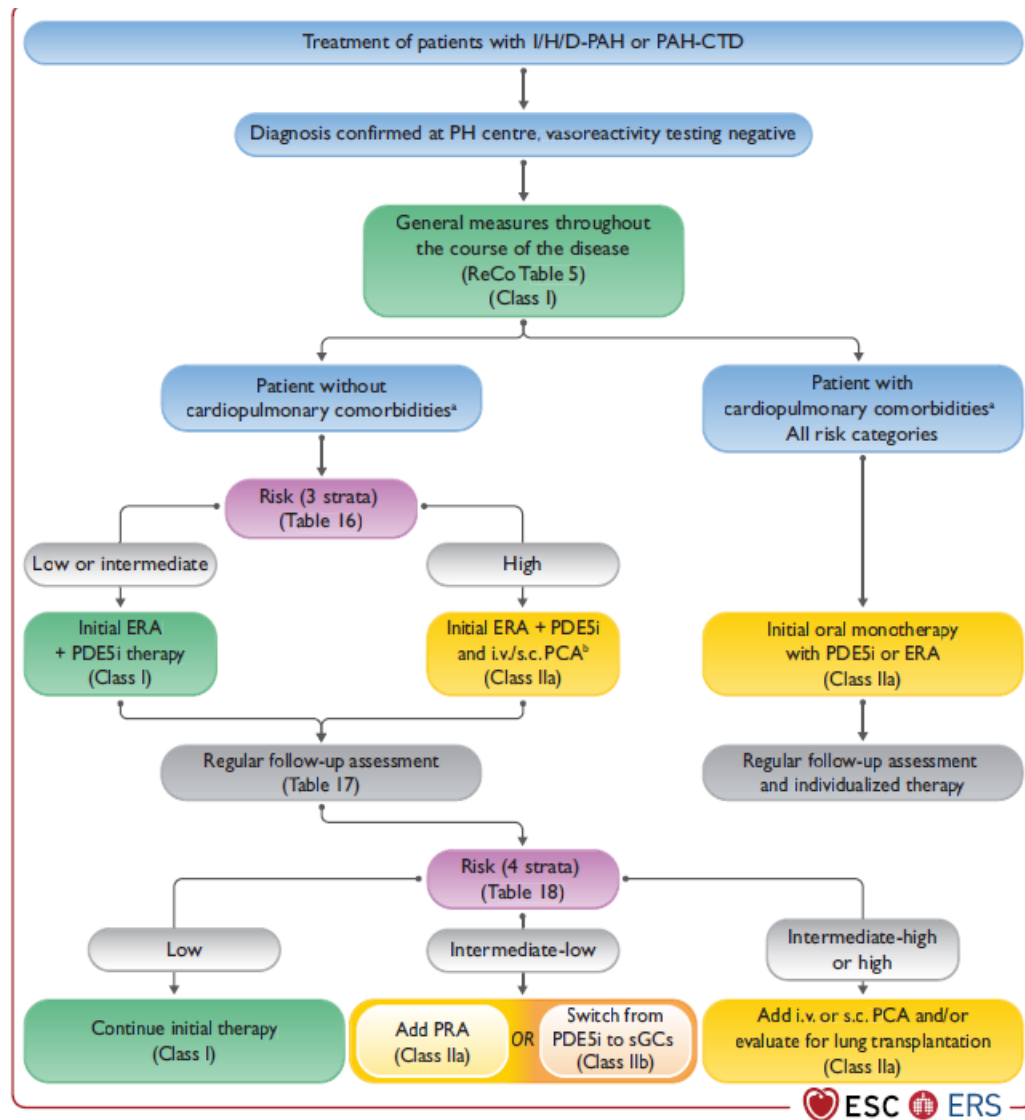 Treatment of patients with I/H/D-PAH or PAH-CTD
Diagnosis confirmed at PH centre, vasoreactivity testing negative
General measures throughout
the course of the disease
(ReCo Table 5)
(Class I)
Patient without
cardiopulmonary comorbiditiesᵃ
Patient with
cardiopulmonary comorbiditiesᵃ
All risk categories
Risk (3 strata)
(Table 16)
Low or intermediate
High
Initial ERA
+ PDE5i therapy
(Class I)
Initial ERA + PDE5i
and i.v./s.c. PCAᵇ
(Class IIa)
Initial oral monotherapy
with PDE5i or ERA
(Class IIa)
Regular follow-up assessment
(Table 17)
Regular follow-up assessment
and individualized therapy
Risk (4 strata)
(Table 18)
Low
Intermediate-low
Intermediate-high
or high
Continue initial therapy
(Class I)
Add PRA
(Class IIa)
OR
Switch from
PDE5i to sGCs
(Class IIb)
Add i.v. or s.c. PCA and/or
evaluate for lung transplantation
(Class IIa)
ESC ERS